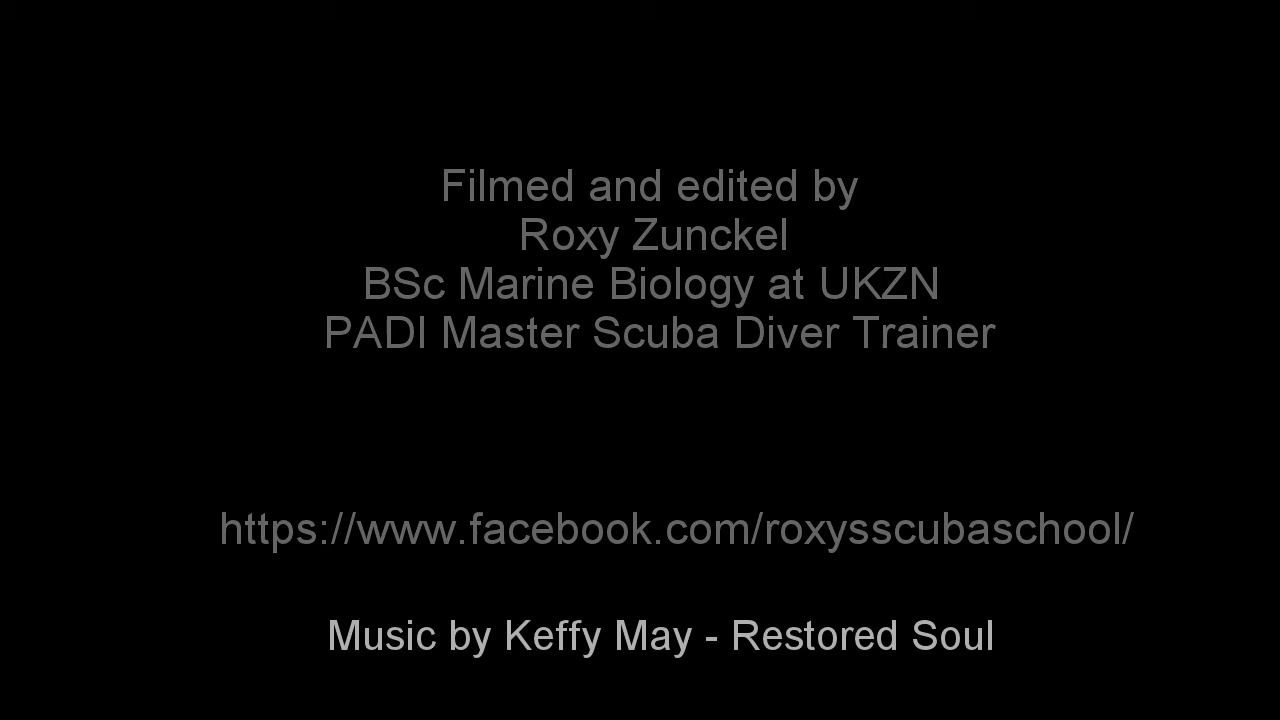 Filmed and edited by
Roxy Zunckel
BSc Marine Biology at UKZN
PADI Master Scuba Diver Trainer
https://www.facebook.com/roxysscubaschool/
Music by Keffy May - Restored Soul